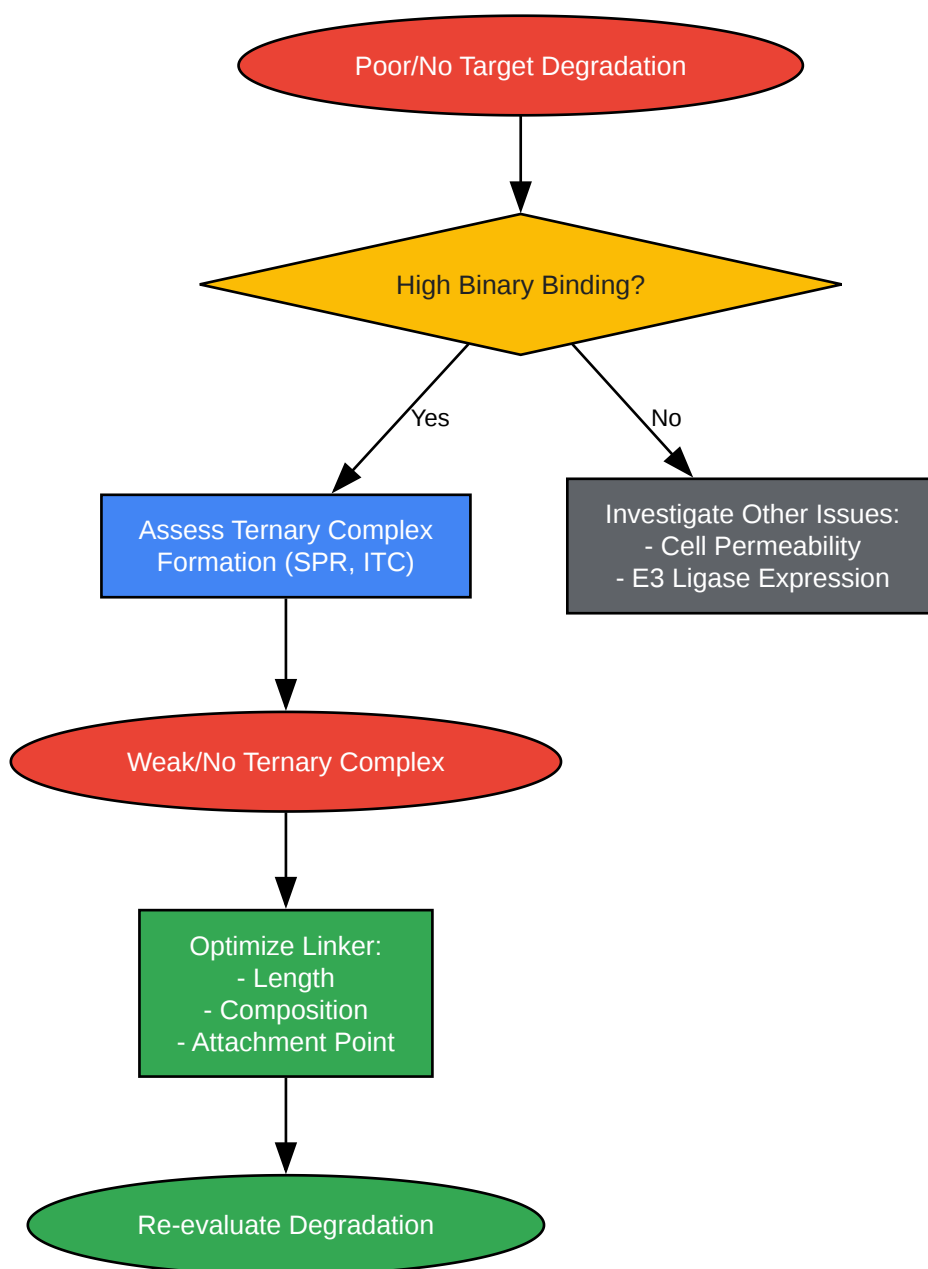 Poor/No Target Degradation
High Binary Binding?
Yes
No
Assess Ternary Complex
Formation (SPR, ITC)
Investigate Other Issues:
- Cell Permeability
- E3 Ligase Expression
Weak/No Ternary Complex
Optimize Linker:
- Length
- Composition
- Attachment Point
Re-evaluate Degradation